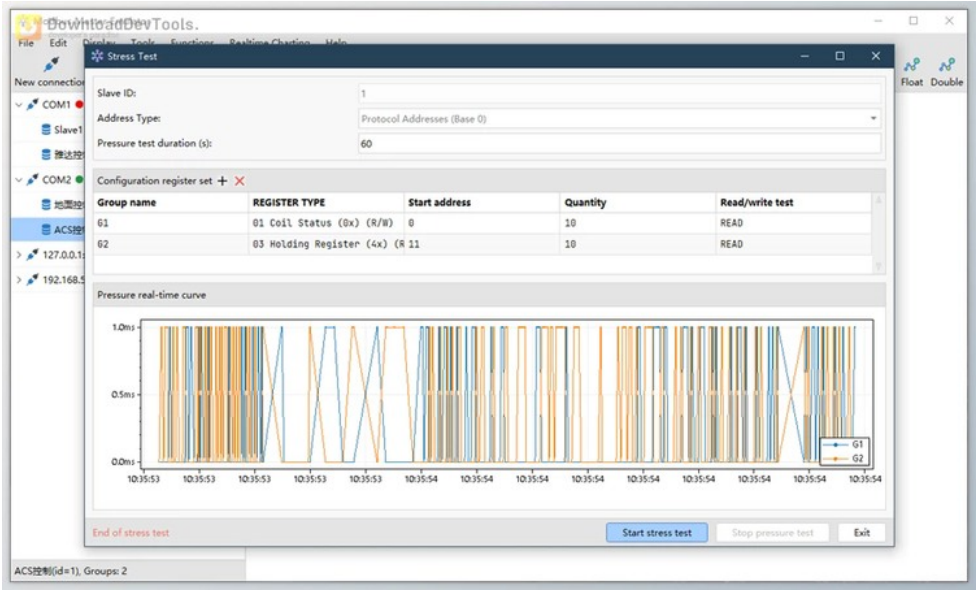 DownloadDevTools.
File Edit Display Tools Functions Realtime Charting Help
New connection
Float Double
COM1
Slave1
COM2
ACS控
127.0.0.1:
192.168.5
Stress Test
Slave ID: 1
Address Type: Protocol Addresses (Base 0)
Pressure test duration (s): 60
Configuration register set
Group name REGISTER TYPE Start address Quantity Read/write test
G1 01 Coil Status (0x) (R/W) 0 10 READ
G2 03 Holding Register (4x) (R 11 10 READ
Pressure real-time curve
1.0ms
0.5ms
0.0ms
G1
G2
10:35:53 10:35:53 10:35:53 10:35:53 10:35:54 10:35:54 10:35:54 10:35:54 10:35:54 10:35:54 10:35:54 10:35:54 10:35:54 10:35:54
End of stress test
Start stress test Stop pressure test Exit
ACS控制(id=1), Groups: 2